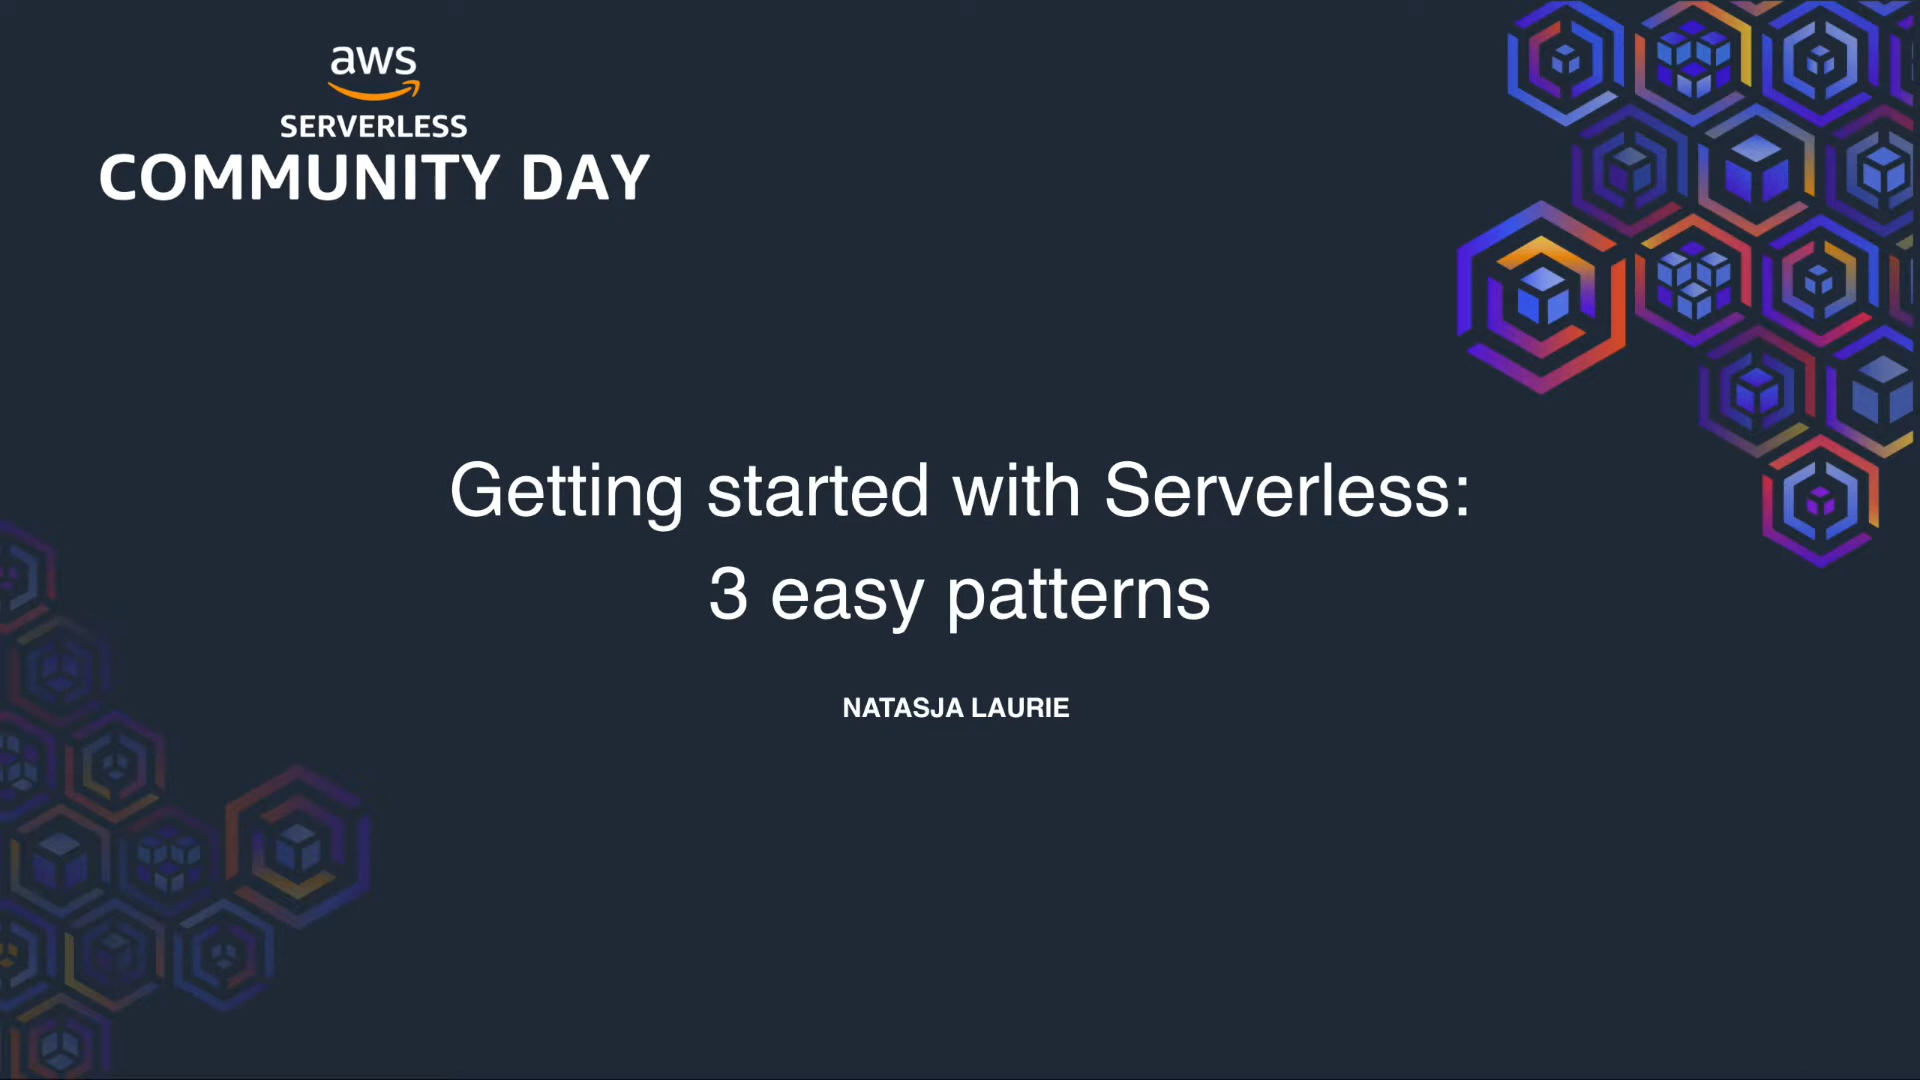 aws
SERVERLESS
COMMUNITY DAY
Getting started with Serverless:
3 easy patterns
NATASJA LAURIE